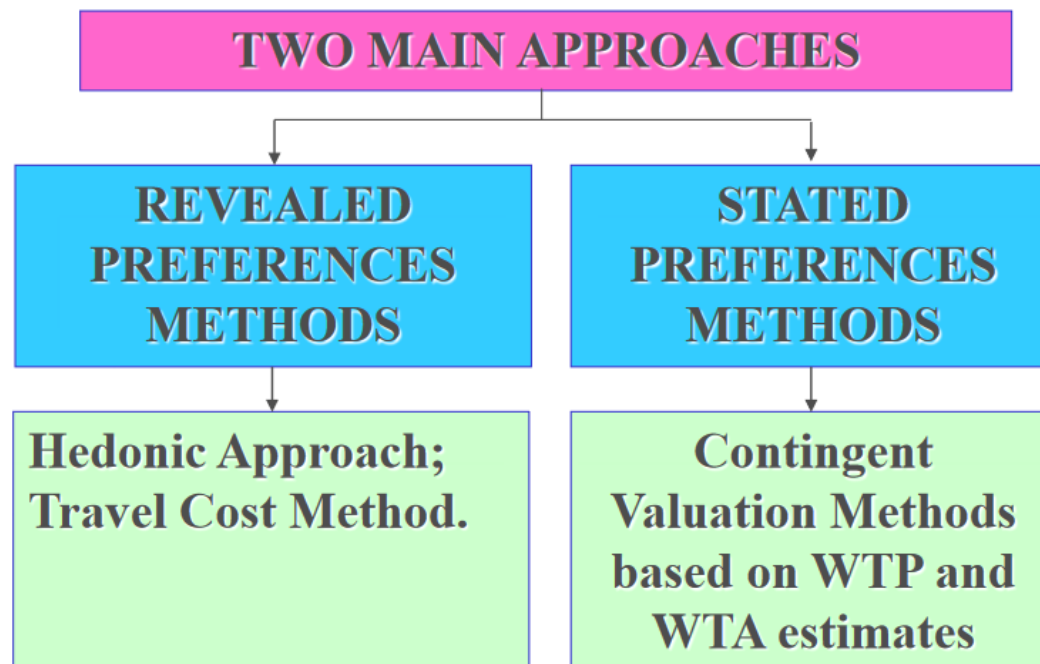 TWO MAIN APPROACHES
REVEALED
PREFERENCES
METHODS
STATED
PREFERENCES
METHODS
Hedonic Approach;
Travel Cost Method.
Contingent
Valuation Methods
based on WTP and
WTA estimates